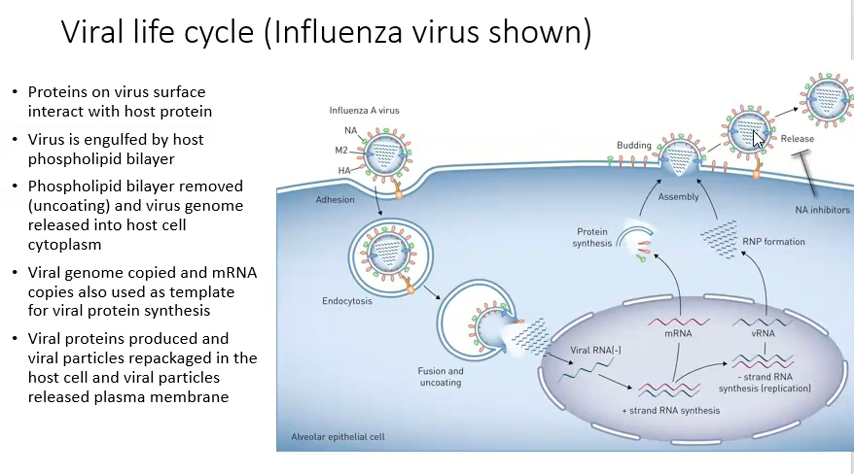 Viral life cycle (Influenza virus shown)
• Proteins on virus surface
interact with host protein
• Virus is engulfed by host
phospholipid bilayer
• Phospholipid bilayer removed
(uncoating) and virus genome
released into host cell
cytoplasm
• Viral genome copied and mRNA
copies also used as template
for viral protein synthesis
• Viral proteins produced and
viral particles repackaged in the
host cell and viral particles
released plasma membrane
Influenza A virus
NA
M2
HA
Adhesion
Endocytosis
Fusion and
uncoating
Viral RNA(-)
+ strand RNA synthesis
- strand RNA
synthesis (replication)
mRNA
vRNA
Protein
synthesis
RNP formation
Assembly
Budding
Release
NA inhibitors
Alveolar epithelial cell